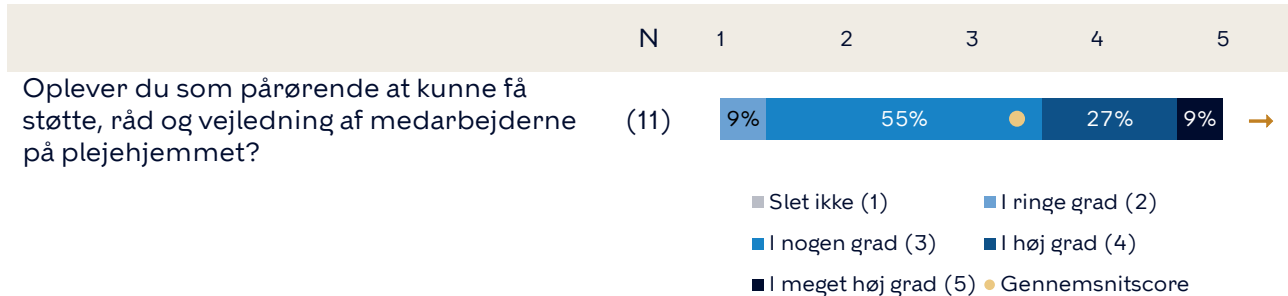 N 1 2 3 4 5
Oplever du som pårørende at kunne få
støtte, råd og vejledning af medarbejderne
på plejehjemmet?
(11) 9% 55% 27% 9%
Slet ikke (1) I ringe grad (2)
I nogen grad (3) I høj grad (4)
I meget høj grad (5) Gennemsnitscore